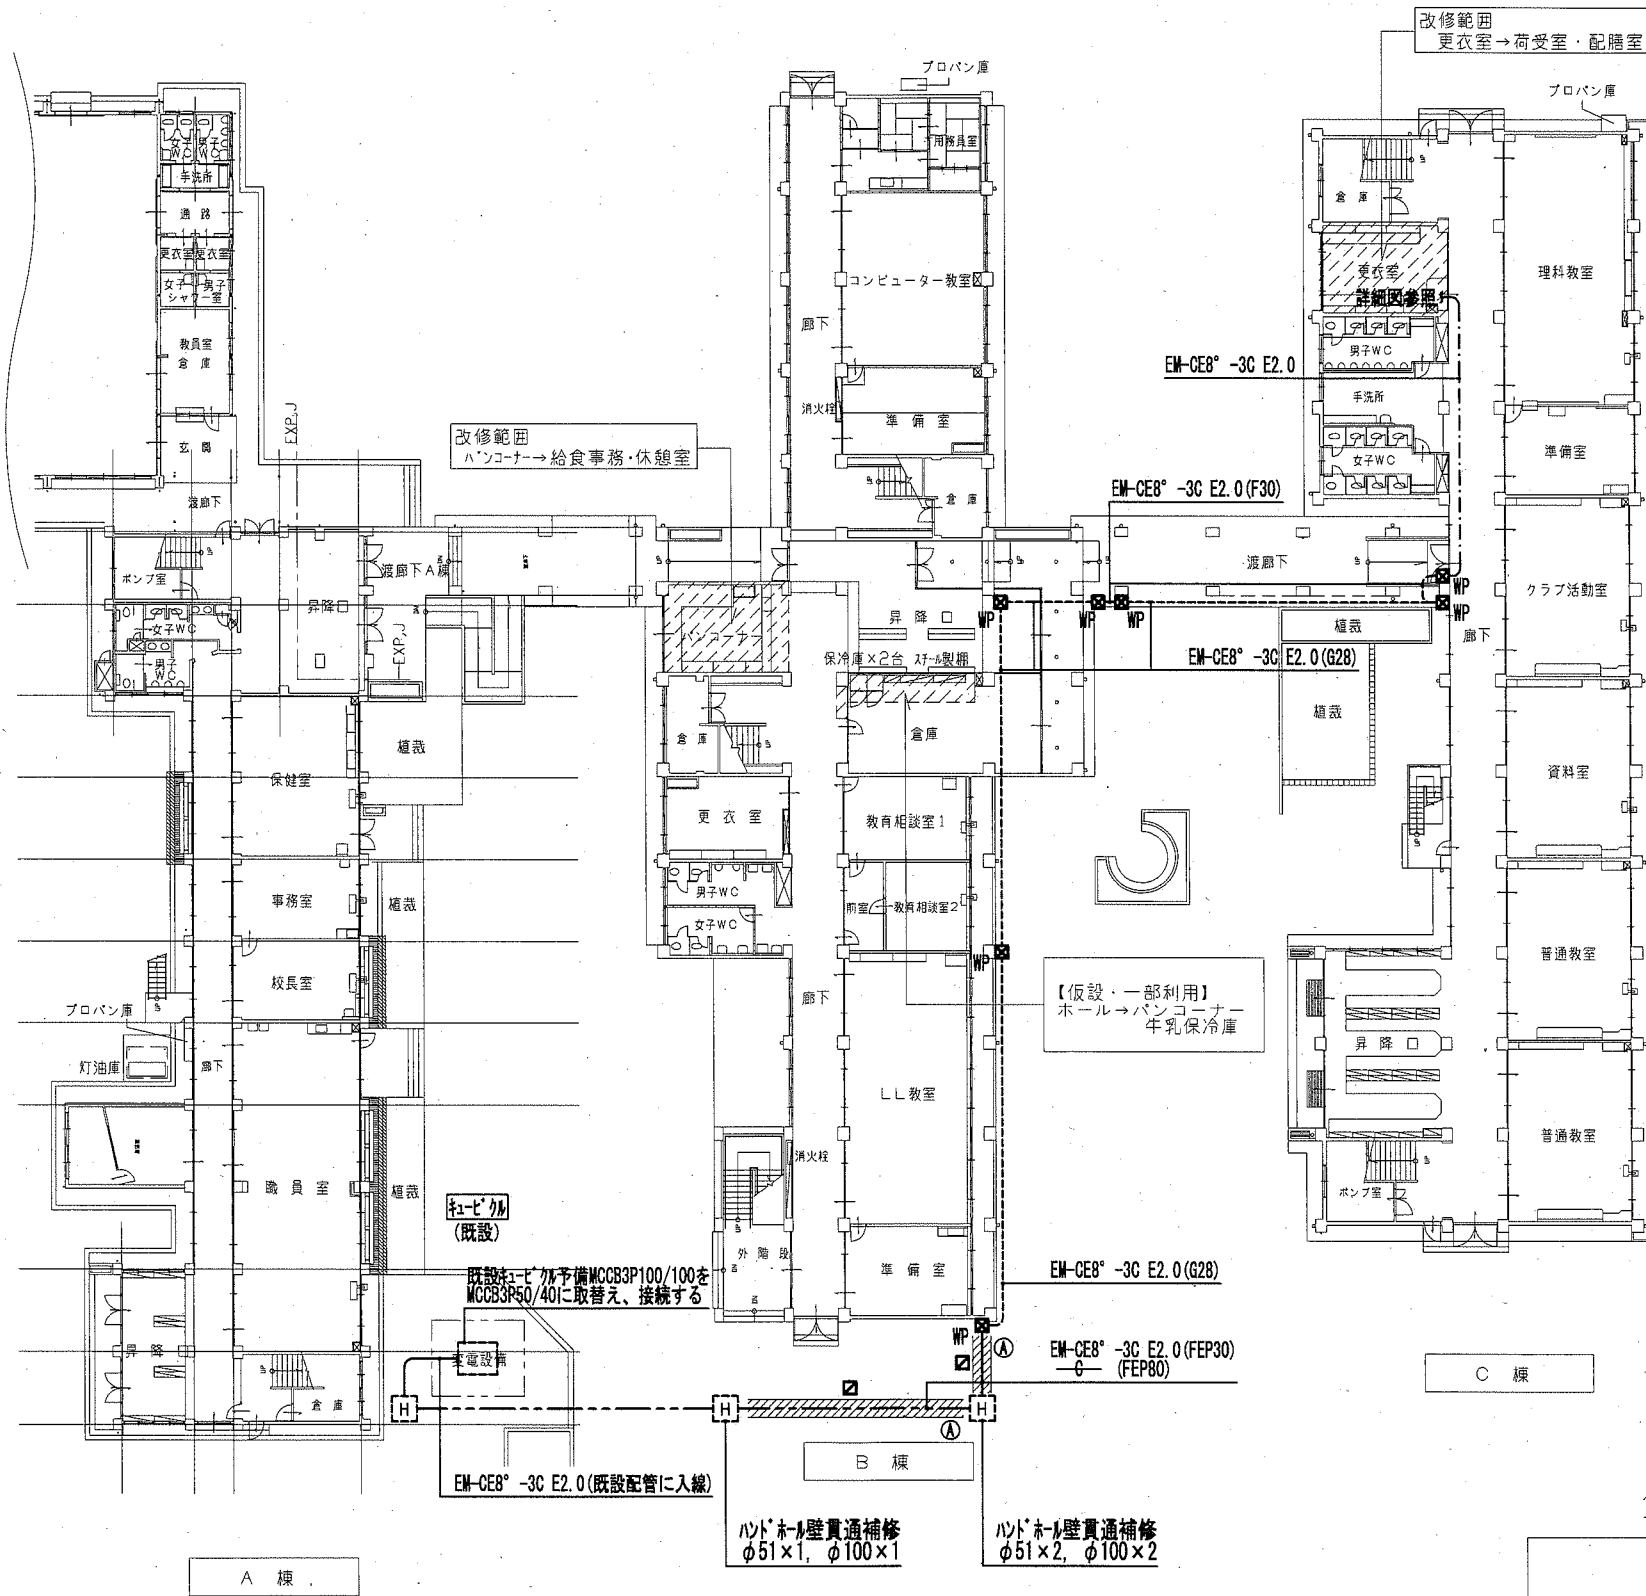 改修範囲
更衣室→荷受室・配膳室
プロパン庫
プロパン庫
女子
WC
男子
WC
手洗所
通路
更衣室
更衣室
女子
男子
シャワー室
教員室
倉庫
玄関
EXP,J
渡廊下
用務員室
コンピューター教室
廊下
消火栓
準備室
倉庫
倉庫
更衣室
詳細図参照
男子WC
手洗所
女子WC
理科教室
準備室
EM-CE8° -3C E2.0
改修範囲
パンコーナー→給食事務・休憩室
EM-CE8° -3C E2.0(F30)
ポンプ室
昇降口
渡廊下A棟
女子WC
男子
WC
EXP,J
パンコーナー
昇降口
WP
WP
WP
渡廊下
WP
WP
廊下
クラブ活動室
植栽
保冷庫×2台 スチール製棚
EM-CE8° -3C E2.0(G28)
植栽
倉庫
倉庫
植栽
保健室
更衣室
教育相談室1
資料室
男子WC
前室
教育相談室2
女子WC
事務室
植栽
校長室
WP
【仮設・一部利用】
ホール→パンコーナー
牛乳保冷庫
普通教室
プロパン庫
灯油庫
廊下
廊下
昇降口
LL教室
普通教室
消火栓
職員室
植栽
キュービクル
(既設)
ポンプ室
外階段
準備室
既設キュービクル予備MCCB3P100/100を
MCCB3P50/40に取替え、接続する
EM-CE8° -3C E2.0(G28)
WP
A
EM-CE8° -3C E2.0(FEP30)
C (FEP80)
変電設備
昇降
倉庫
H
H
H
A
C 棟
B 棟
EM-CE8° -3C E2.0(既設配管に入線)
ハンドホール壁貫通補修
φ51×1, φ100×1
ハンドホール壁貫通補修
φ51×2, φ100×2
A 棟